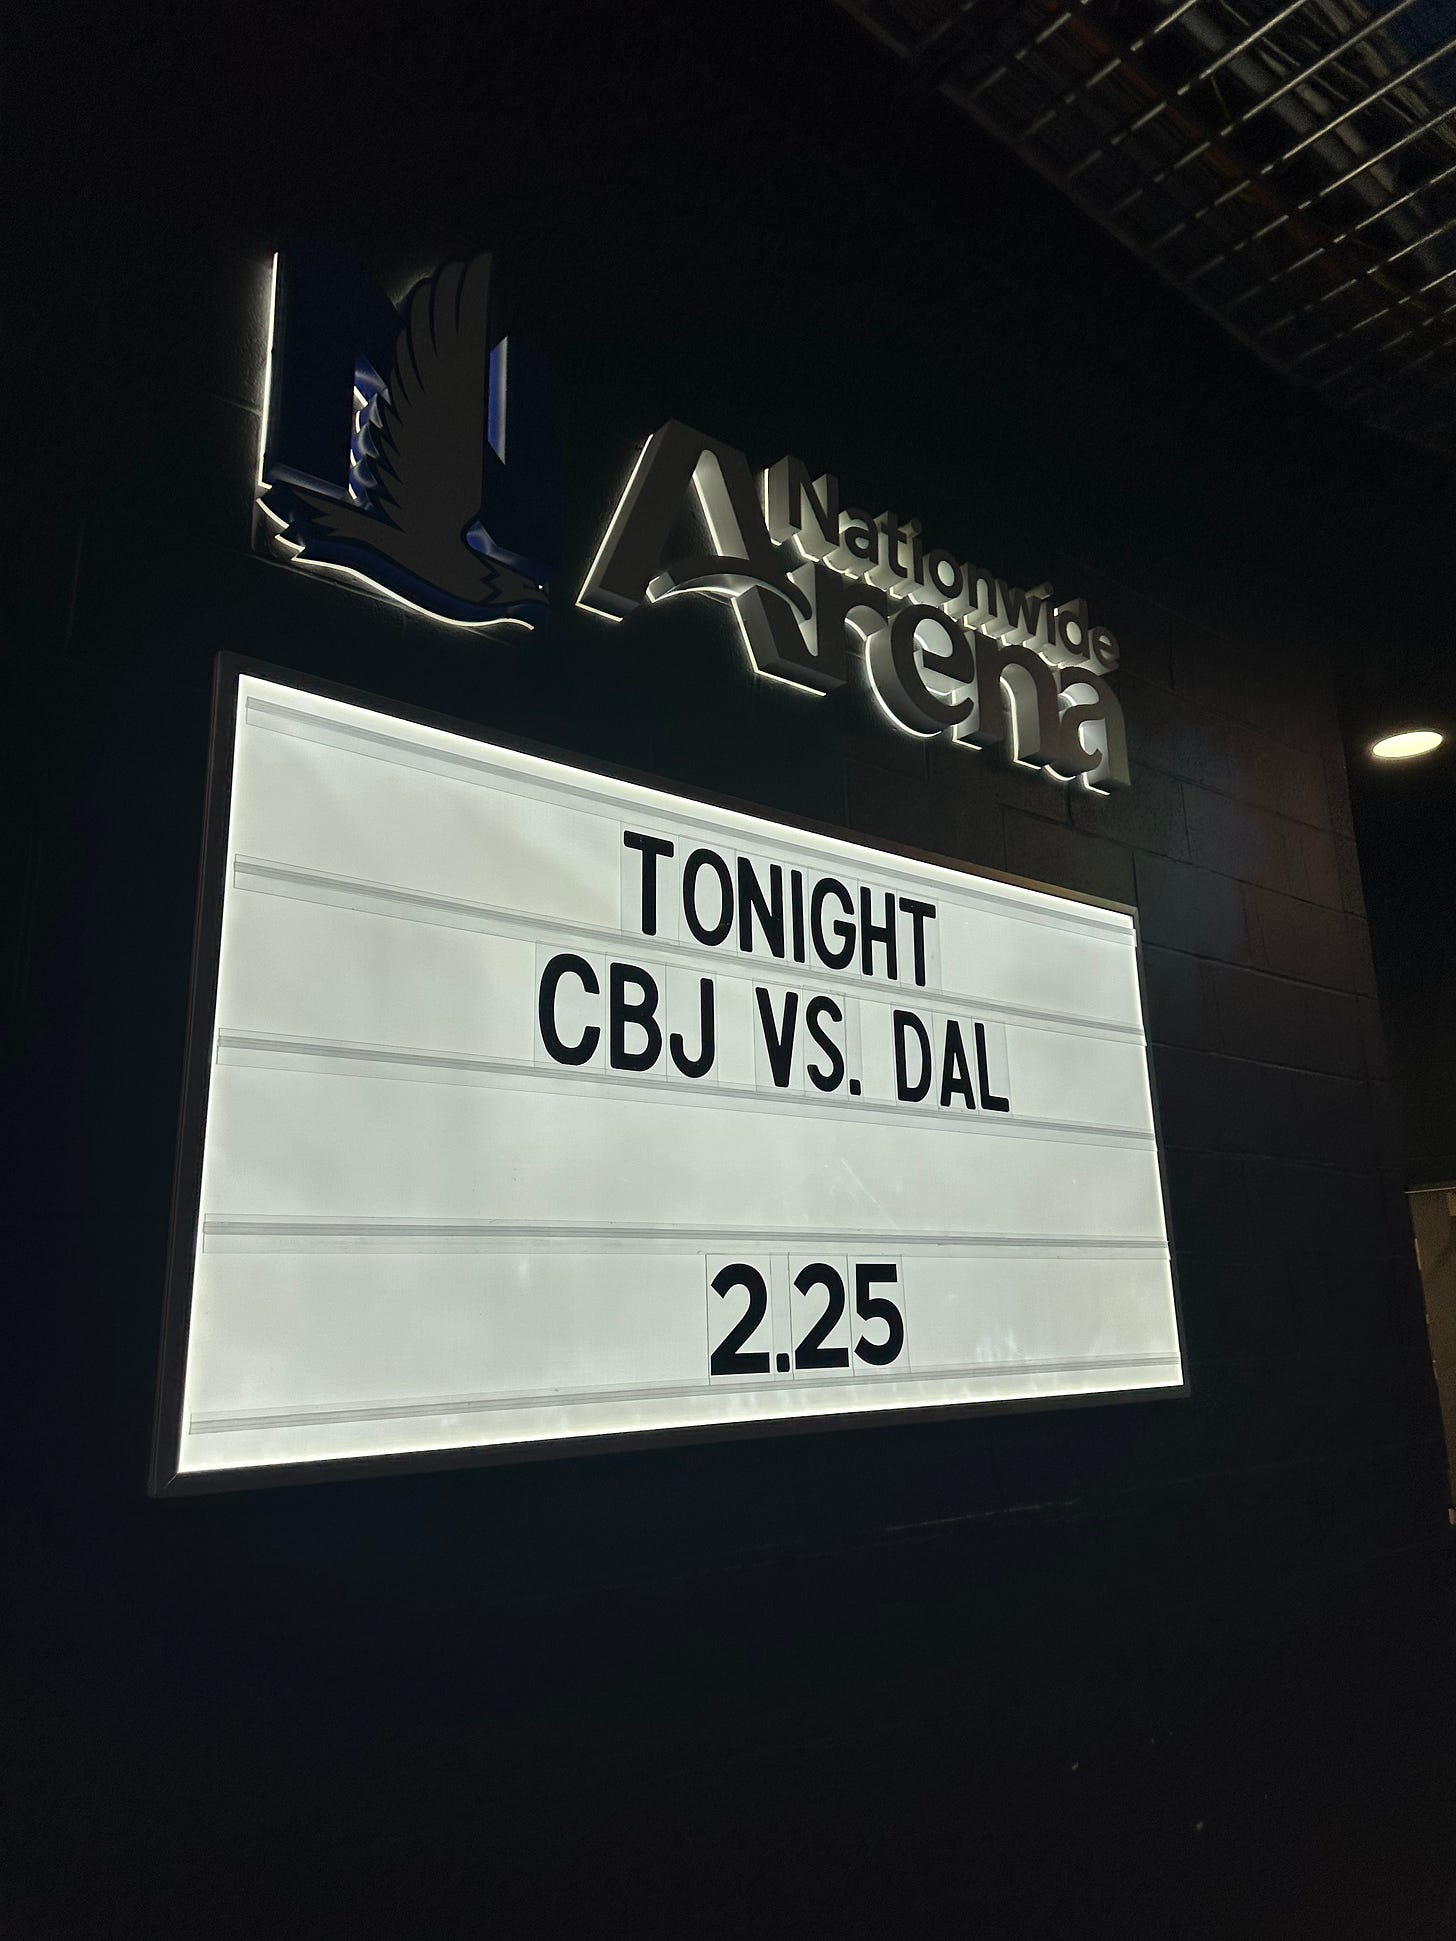 Nationwide
Arena
TONIGHT
CBJ VS. DAL
2.25